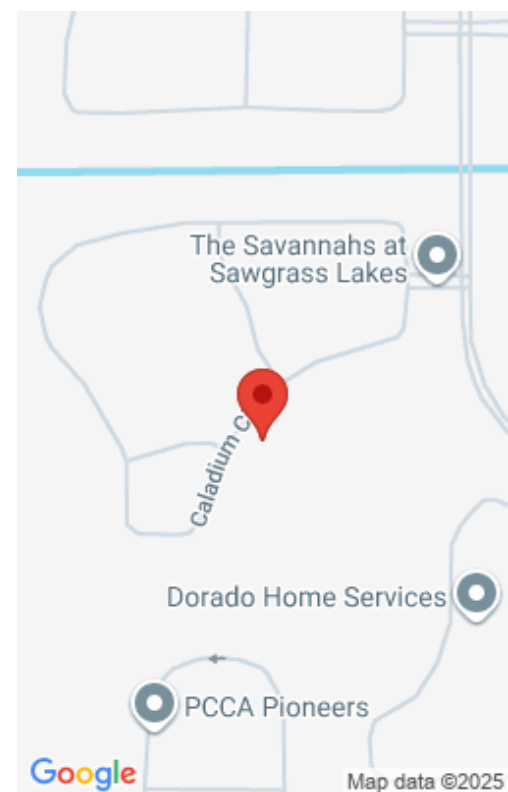 The Savannahs at
Sawgrass Lakes
Caladium C
Dorado Home Services
PCCA Pioneers
Google
Map data ©2025